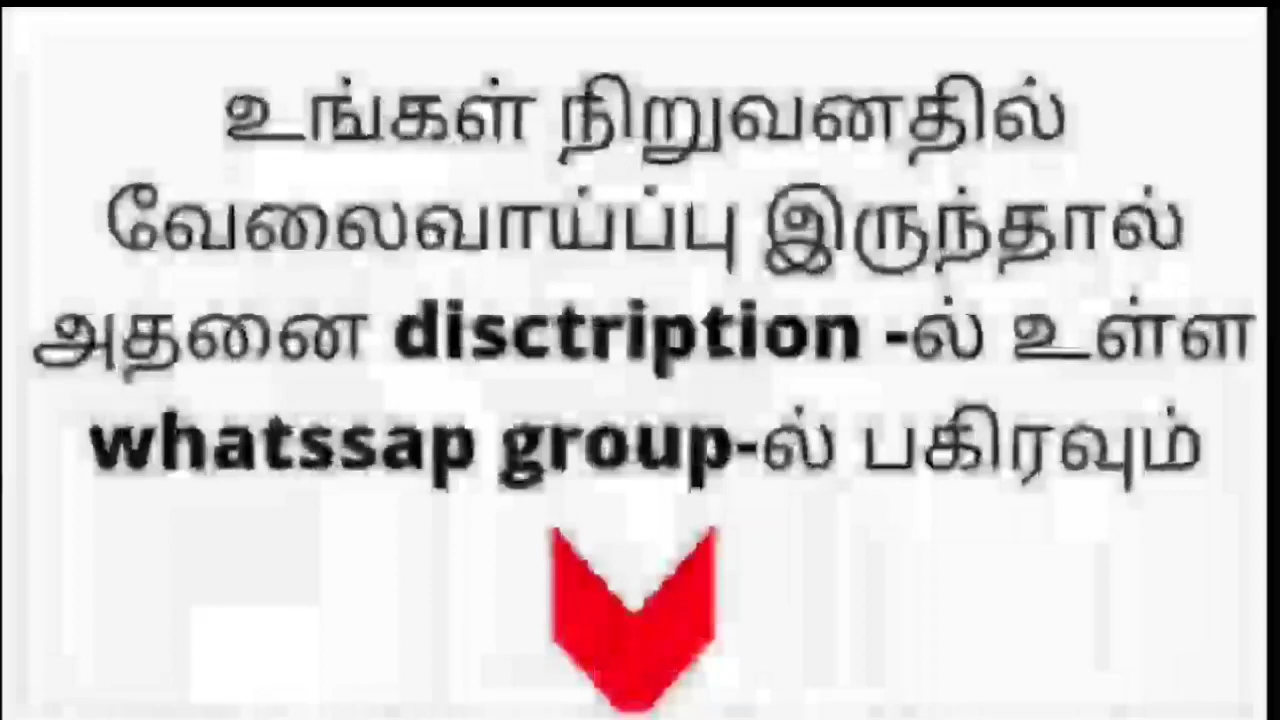 உங்கள் நிறுவனதில்
வேலைவாய்ப்பு இருந்தால்
அதனை disctription -ல் உள்ள
whatssap group-ல் பகிரவும்